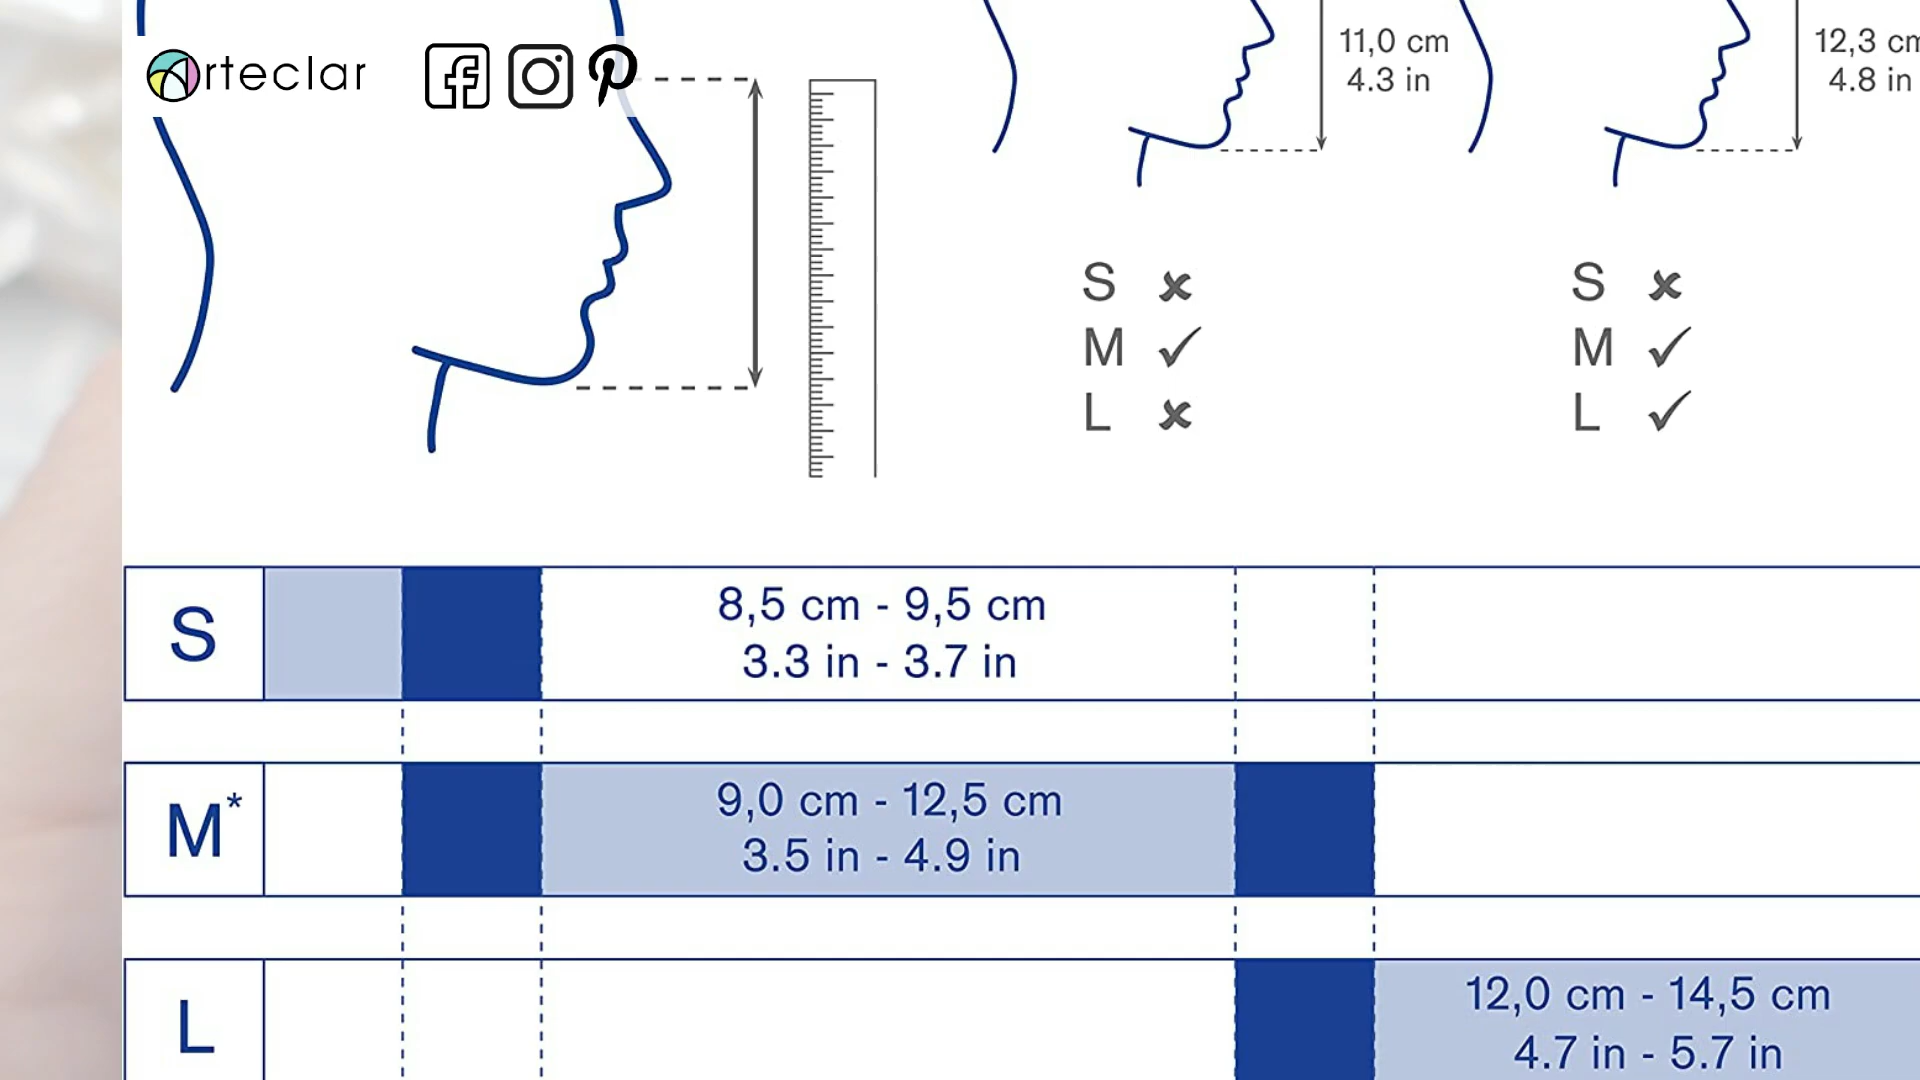 rteclar
11,0 cm
4.3 in
12,3 cm
4.8 in
S
M
L
S
M
L
S
8,5 cm - 9,5 cm
3.3 in - 3.7 in
M*
9,0 cm - 12,5 cm
3.5 in - 4.9 in
L
12,0 cm - 14,5 cm
4.7 in - 5.7 in